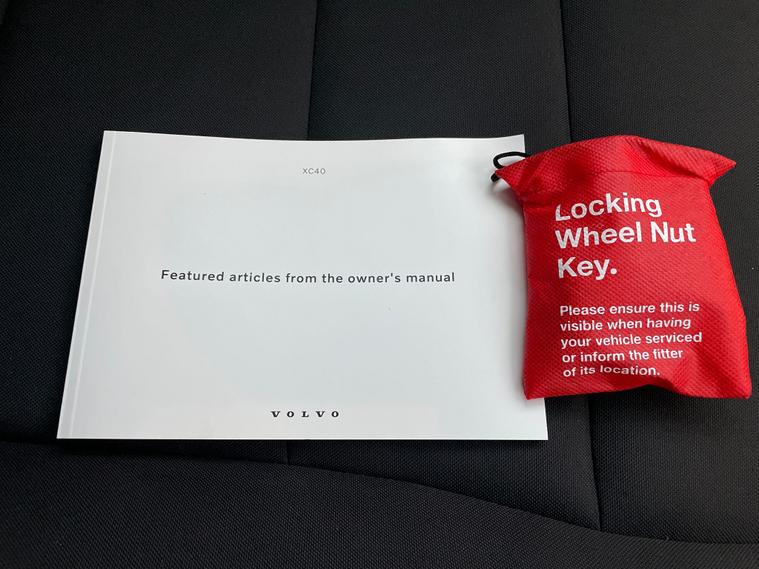 XC40
Featured articles from the owner's manual
VOLVO
Locking
Wheel Nut
Key.
Please ensure this is
visible when having
your vehicle serviced
or inform the fitter
of its location.